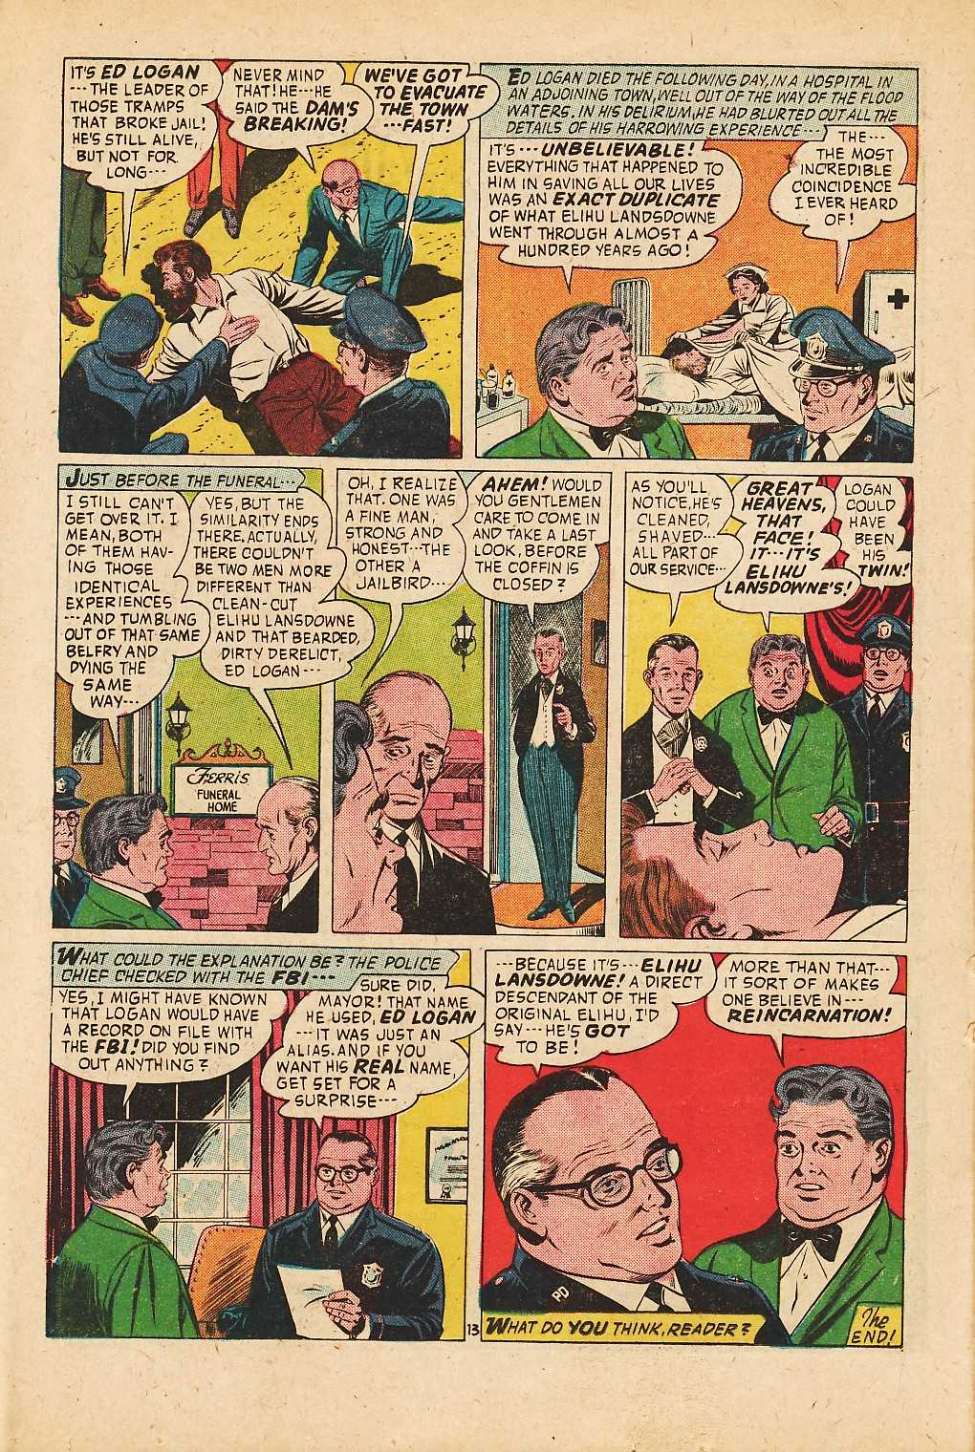 IT'S ED LOGAN
---THE LEADER OF
THOSE TRAMPS
THAT BROKE JAIL!
HE'S STILL ALIVE,
BUT NOT FOR
LONG---
NEVER MIND
THAT! HE---HE
SAID THE DAM'S
BREAKING!
WE'VE GOT
TO EVACUATE
THE TOWN
---FAST!
ED LOGAN DIED THE FOLLOWING DAY, IN A HOSPITAL IN
AN ADJOINING TOWN, WELL OUT OF THE WAY OF THE FLOOD
WATERS. IN HIS DELIRIUM, HE HAD BLURTED OUT ALL THE
DETAILS OF HIS HARROWING EXPERIENCE---
IT'S --- UNBELIEVABLE!
EVERYTHING THAT HAPPENED TO
HIM IN SAVING ALL OUR LIVES
WAS AN EXACT DUPLICATE
OF WHAT ELIHU LANDSDOWNE
WENT THROUGH ALMOST A
HUNDRED YEARS AGO!
THE---
THE MOST
INCREDIBLE
COINCIDENCE
I EVER HEARD
OF!
JUST BEFORE THE FUNERAL---
I STILL CAN'T
GET OVER IT. I
MEAN, BOTH
OF THEM HAV-
ING THOSE
IDENTICAL
EXPERIENCES
---AND TUMBLING
OUT OF THAT SAME
BELFRY AND
DYING THE
SAME
WAY---
YES, BUT THE
SIMILARITY ENDS
THERE, ACTUALLY,
THERE COULDN'T
BE TWO MEN MORE
DIFFERENT THAN
CLEAN-CUT
ELIHU LANSDOWNE
AND THAT BEARDED,
DIRTY DERELICT,
ED LOGAN---
FERRIS
FUNERAL
HOME
OH, I REALIZE
THAT. ONE WAS
A FINE MAN,
STRONG AND
HONEST---THE
OTHER A
JAILBIRD---
AHEM! WOULD
YOU GENTLEMEN
CARE TO COME IN
AND TAKE A LAST
LOOK, BEFORE
THE COFFIN IS
CLOSED?
AS YOU'LL
NOTICE, HE'S
CLEANED,
SHAVED---
ALL PART OF
OUR SERVICE---
GREAT
HEAVENS,
THAT
FACE!
IT---IT'S
ELIHU
LANSDOWNE'S!
LOGAN
COULD
HAVE
BEEN
HIS
TWIN!
WHAT COULD THE EXPLANATION BE? THE POLICE
CHIEF CHECKED WITH THE FBI---
YES, I MIGHT HAVE KNOWN
THAT LOGAN WOULD HAVE
A RECORD ON FILE WITH
THE FBI! DID YOU FIND
OUT ANYTHING?
SURE DID,
MAYOR! THAT NAME
HE USED, ED LOGAN
---IT WAS JUST AN
ALIAS. AND IF YOU
WANT HIS REAL NAME,
GET SET FOR A
SURPRISE---
13
---BECAUSE IT'S---ELIHU
LANSDOWNE! A DIRECT
DESCENDANT OF THE
ORIGINAL ELIHU, I'D
SAY---HE'S GOT
TO BE!
MORE THAN THAT---
IT SORT OF MAKES
ONE BELIEVE IN---
REINCARNATION!
PD
WHAT DO YOU THINK, READER?
The
END!